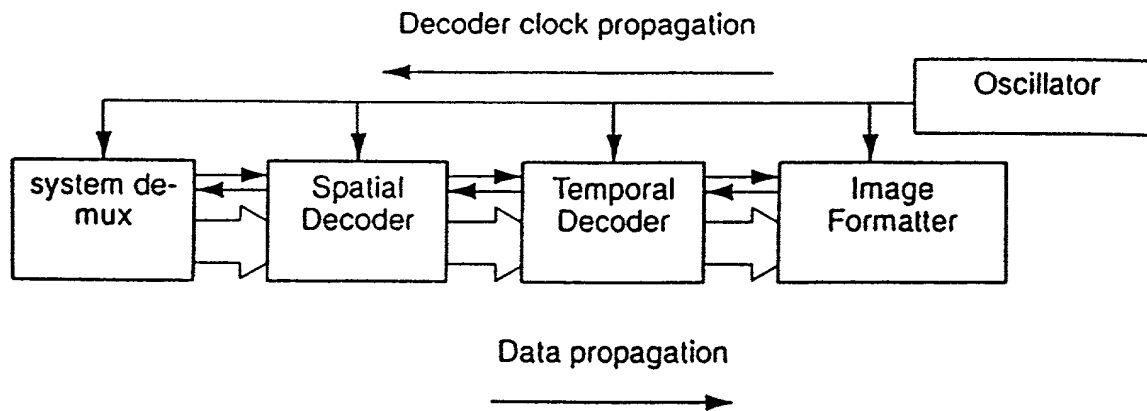 Decoder clock propagation
Oscillator
system de-
mux
Spatial
Decoder
Temporal
Decoder
Image
Formatter
Data propagation